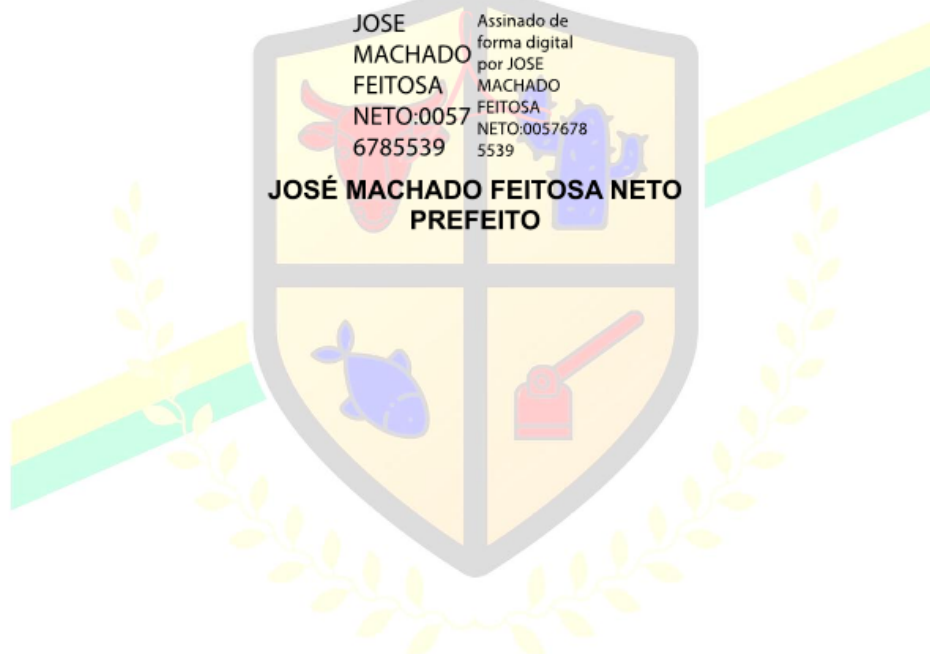 JOSE
MACHADO
FEITOSA
NETO:0057
6785539
Assinado de
forma digital
por JOSE
MACHADO
FEITOSA
NETO:0057678
5539
JOSÉ MACHADO FEITOSA NETO
PREFEITO